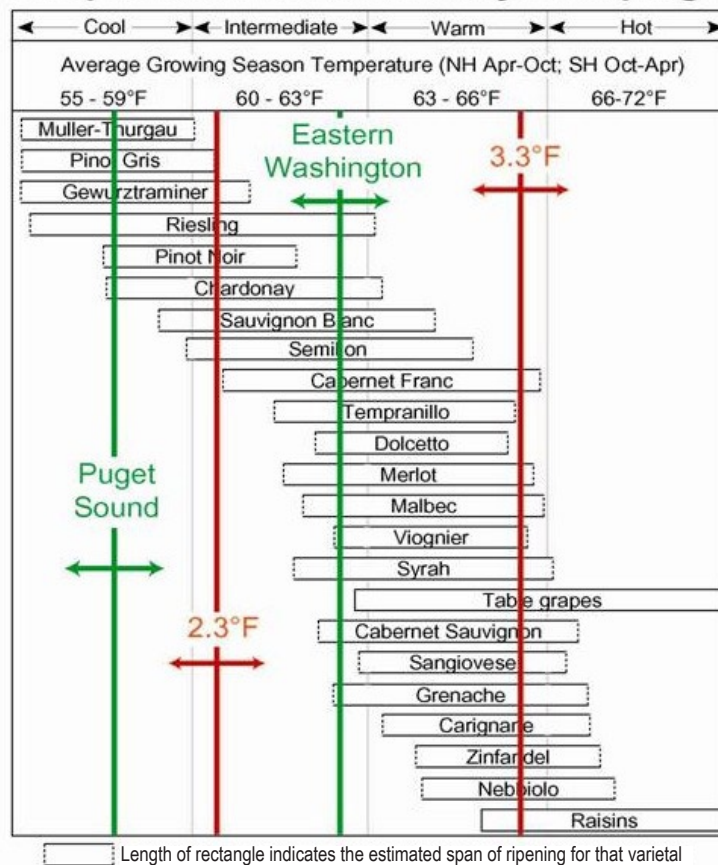 Cool Intermediate Warm Hot
Average Growing Season Temperature (NH Apr-Oct; SH Oct-Apr)
55 - 59°F 60 - 63°F 63 - 66°F 66-72°F
Muller-Thurgau
Eastern
Washington
3.3°F
Pinot Gris
Gewurztraminer
Riesling
Pinot Noir
Chardonay
Sauvignon Blanc
Semillon
Cabernet Franc
Tempranillo
Dolcetto
Puget
Sound
Merlot
Malbec
Viognier
Syrah
Table grapes
2.3°F
Cabernet Sauvignon
Sangiovese
Grenache
Carignane
Zinfandel
Nebbiolo
Raisins
Length of rectangle indicates the estimated span of ripening for that varietal